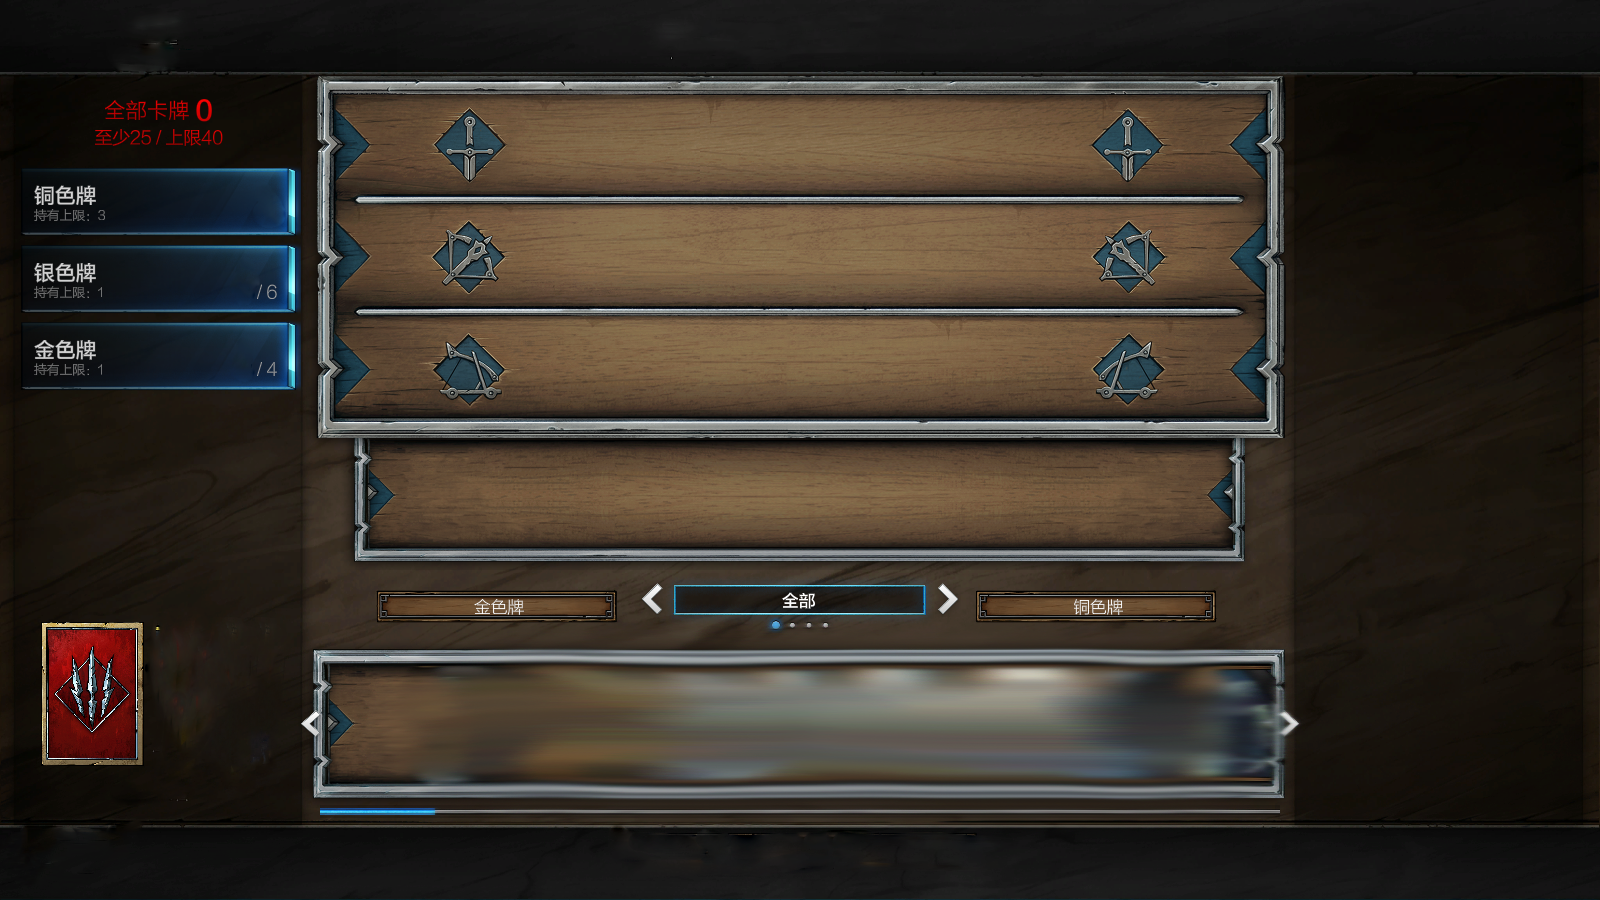 全部卡牌 0
至少25 / 上限40
铜色牌
持有上限：3
银色牌
持有上限：1
/ 6
金色牌
持有上限：1
/ 4
金色牌
全部
铜色牌